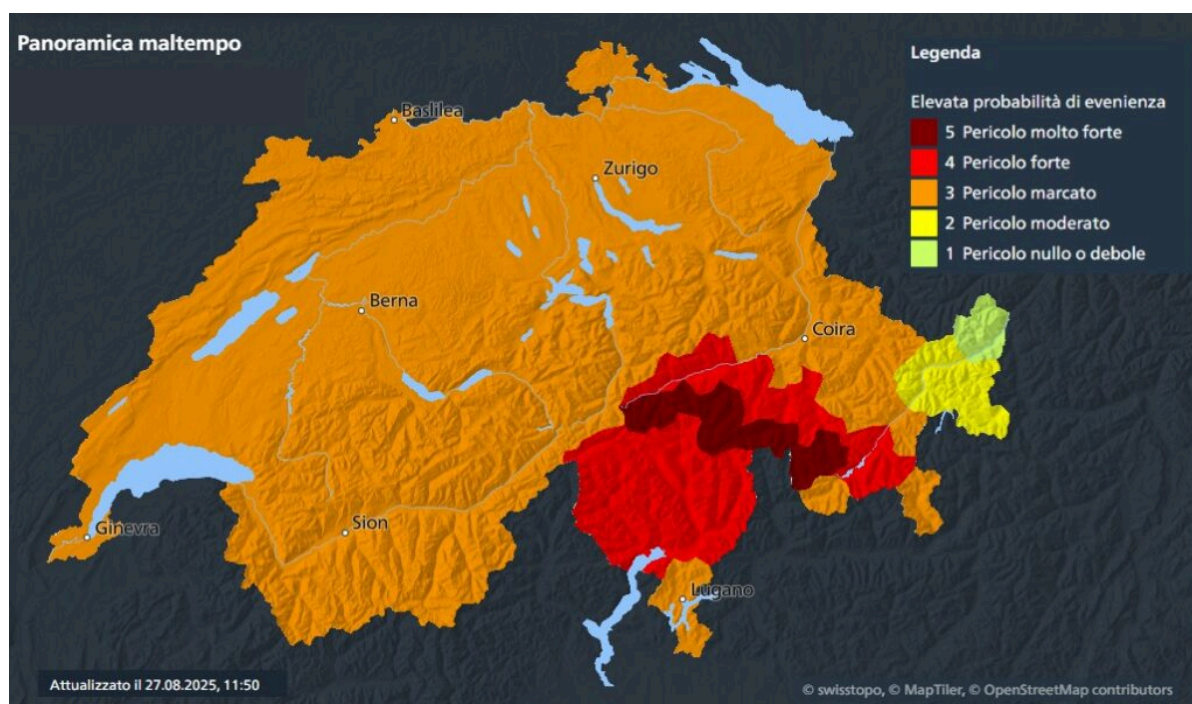 Panoramica maltempo
Legenda
Elevata probabilità di evenienza
5 Pericolo molto forte
4 Pericolo forte
3 Pericolo marcato
2 Pericolo moderato
1 Pericolo nullo o debole
Baslilea
Zurigo
Berna
Coira
Sion
Ginevra
Lugano
Attualizzato il 27.08.2025, 11:50
© swisstopo, © MapTiler, © OpenStreetMap contributors